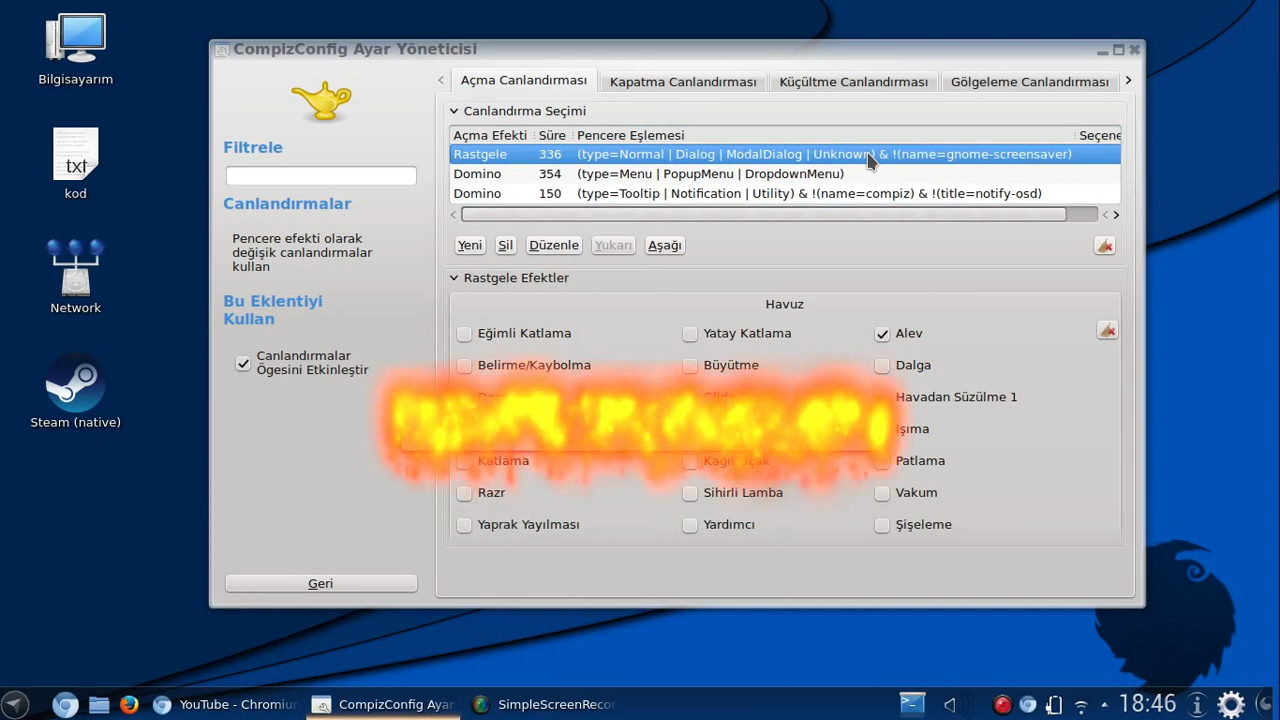 CompizConfig Ayar Yöneticisi
Bilgisayarım
txt
kod
Network
Steam (native)
Filtrele
Canlandırmalar
Pencere efekti olarak
değişik canlandırmalar
kullan
Bu Eklentiyi
Kullan
Canlandırmalar
Ögesini Etkinleştir
Geri
Açma Canlandırması
Kapatma Canlandırması
Küçültme Canlandırması
Gölgeleme Canlandırması
Canlandırma Seçimi
Açma Efekti Süre Pencere Eşlemesi Seçene
Rastgele 336 (type=Normal | Dialog | ModalDialog | Unknown) & !(name=gnome-screensaver)
Domino 354 (type=Menu | PopupMenu | DropdownMenu)
Domino 150 (type=Tooltip | Notification | Utility) & !(name=compiz) & !(title=notify-osd)
Yeni Sil Düzenle Yukarı Aşağı
Rastgele Efektler
Havuz
Eğimli Katlama Yatay Katlama Alev
Belirme/Kaybolma Büyütme Dalga
Havadan Süzülme 1
Işıma
Katlama Kağıt Uçak Patlama
Razr Sihirli Lamba Vakum
Yaprak Yayılması Yardımcı Şişeleme
YouTube - Chromiu
CompizConfig Ayar
SimpleScreenRecor
18:46